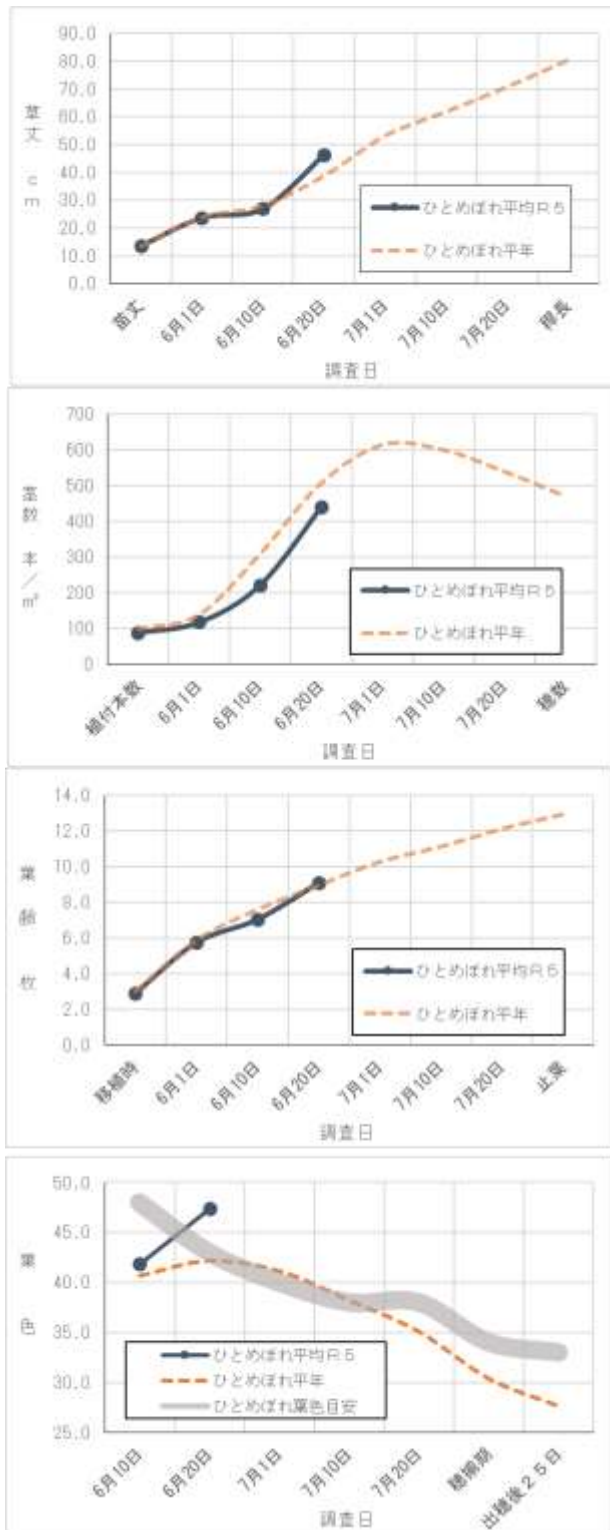 草丈 cm
90.0
80.0
70.0
60.0
50.0
40.0
30.0
20.0
10.0
0.0
ひとめぼれ平均R5
ひとめぼれ平年
苗丈
6月1日
6月10日
6月20日
7月1日
7月10日
7月20日
稈長
調査日
茎数 本/㎡
700
600
500
400
300
200
100
0
ひとめぼれ平均R5
ひとめぼれ平年
植付本数
6月1日
6月10日
6月20日
7月1日
7月10日
7月20日
穂数
調査日
葉齢 枚
14.0
12.0
10.0
8.0
6.0
4.0
2.0
0.0
ひとめぼれ平均R5
ひとめぼれ平年
移植時
6月1日
6月10日
6月20日
7月1日
7月10日
7月20日
止葉
調査日
葉色
50.0
45.0
40.0
35.0
30.0
25.0
ひとめぼれ平均R5
ひとめぼれ平年
ひとめぼれ葉色目安
6月10日
6月20日
7月1日
7月10日
7月20日
穂揃期
出穂後25日
調査日